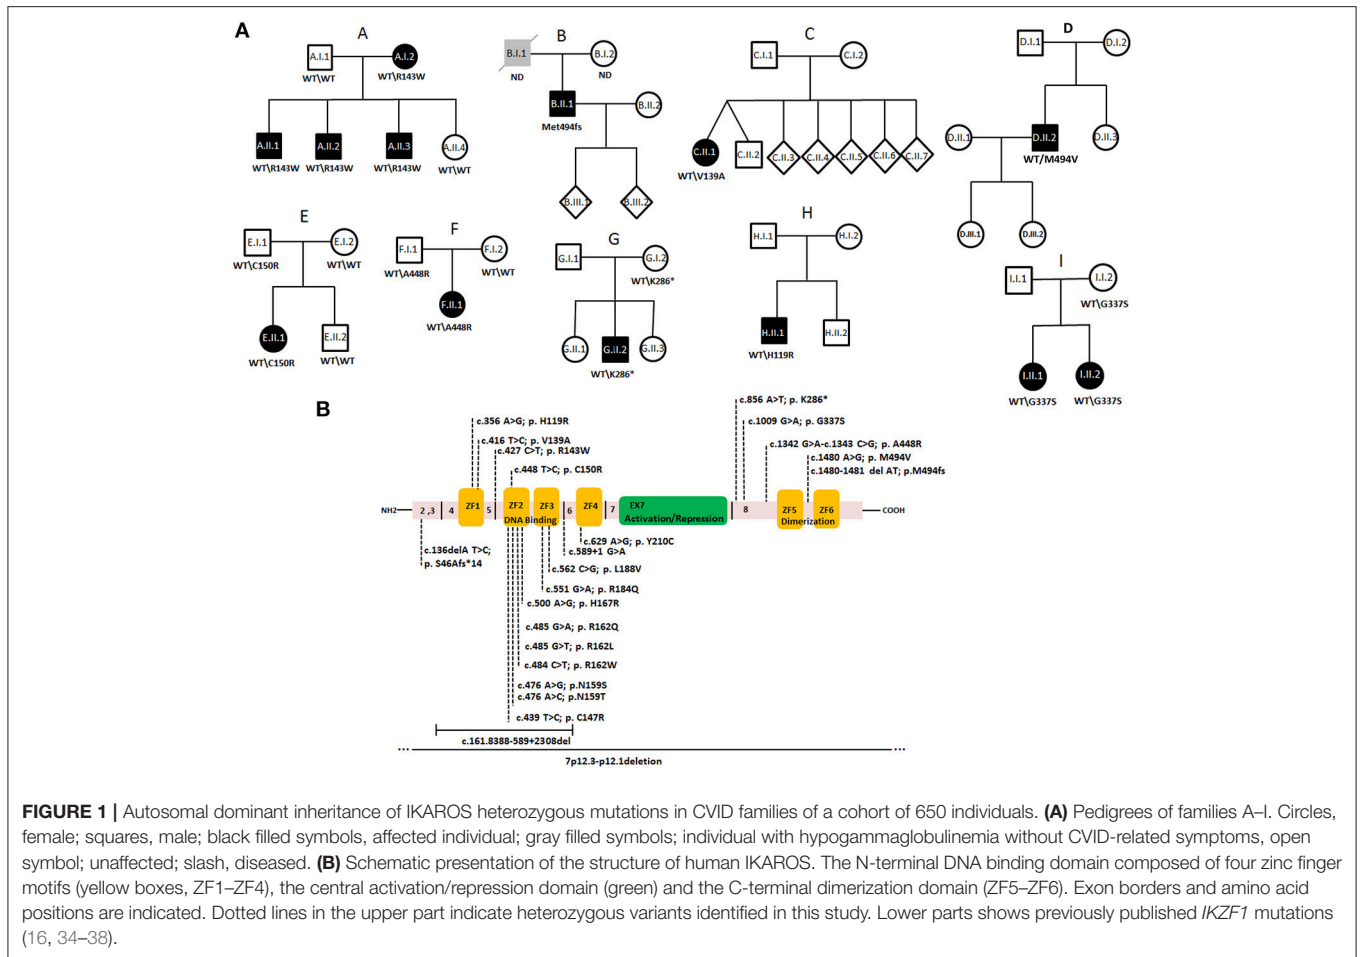 A
A
A.I.1
A.I.2
WT\WT
WT\R143W
A.II.1
A.II.2
A.II.3
A.II.4
WT\R143W
WT\R143W
WT\R143W
WT\WT
B
B.I.1
B.I.2
ND
ND
B.II.1
B.II.2
Met494fs
B.III.1
B.III.2
C
C.I.1
C.I.2
C.II.1
C.II.2
C.II.3
C.II.4
C.II.5
C.II.6
C.II.7
WT\V139A
D
D.I.1
D.I.2
D.II.1
D.II.2
D.II.3
WT/M494V
D.III.1
D.III.2
E
E.I.1
E.I.2
WT\C150R
WT\WT
E.II.1
E.II.2
WT\C150R
WT\WT
F
F.I.1
F.I.2
WT\A448R
WT\WT
F.II.1
WT\A448R
G
G.I.1
G.I.2
WT\K286*
G.II.1
G.II.2
G.II.3
WT\K286*
H
H.I.1
H.I.2
H.II.1
H.II.2
WT\H119R
I
I.I.1
I.I.2
WT\G337S
I.II.1
I.II.2
WT\G337S
WT\G337S
B
c.356 A>G; p. H119R
c.416 T>C; p. V139A
c.427 C>T; p. R143W
c.448 T>C; p. C150R
c.856 A>T; p. K286*
c.1009 G>A; p. G337S
c.1342 G>A-c.1343 C>G; p. A448R
c.1480 A>G; p. M494V
c.1480-1481 del AT; p.M494fs
NH2
2 ,3
4
ZF1
5
ZF2
ZF3
DNA Binding
6
ZF4
7
EX7
Activation/Repression
8
ZF5
ZF6
Dimerization
COOH
c.136delA T>C;
p. S46Afs*14
c.629 A>G; p. Y210C
c.589+1 G>A
c.562 C>G; p. L188V
c.551 G>A; p. R184Q
c.500 A>G; p. H167R
c.485 G>A; p. R162Q
c.485 G>T; p. R162L
c.484 C>T; p. R162W
c.476 A>G; p.N159S
c.476 A>C; p.N159T
c.439 T>C; p. C147R
c.161.8388-589+2308del
... ...
7p12.3-p12.1deletion
FIGURE 1 | Autosomal dominant inheritance of IKAROS heterozygous mutations in CVID families of a cohort of 650 individuals. (A) Pedigrees of families A–I. Circles,
female; squares, male; black filled symbols, affected individual; gray filled symbols; individual with hypogammaglobulinemia without CVID-related symptoms, open
symbol; unaffected; slash, diseased. (B) Schematic presentation of the structure of human IKAROS. The N-terminal DNA binding domain composed of four zinc finger
motifs (yellow boxes, ZF1–ZF4), the central activation/repression domain (green) and the C-terminal dimerization domain (ZF5–ZF6). Exon borders and amino acid
positions are indicated. Dotted lines in the upper part indicate heterozygous variants identified in this study. Lower parts shows previously published IKZF1 mutations
(16, 34–38).